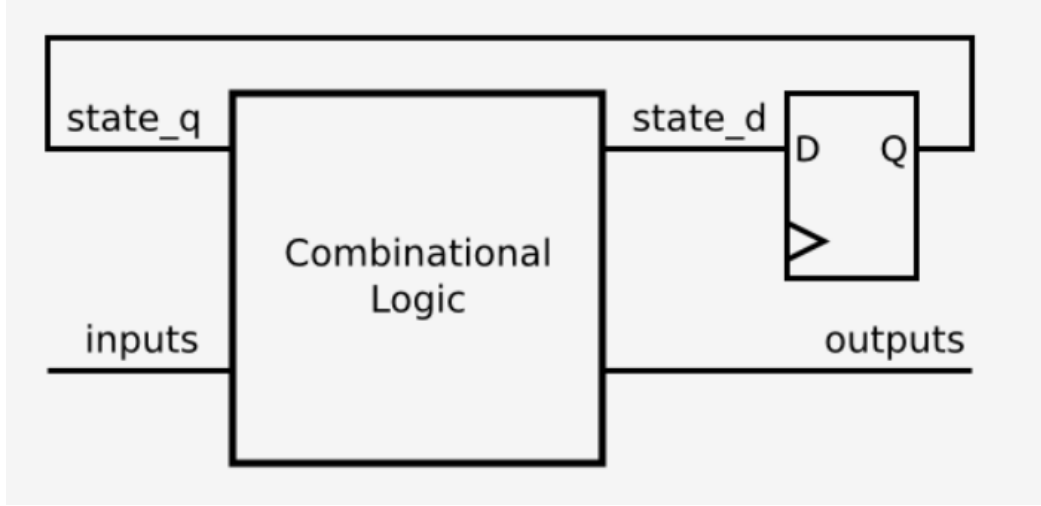 state_q
state_d
D
Q
Combinational
Logic
inputs
outputs